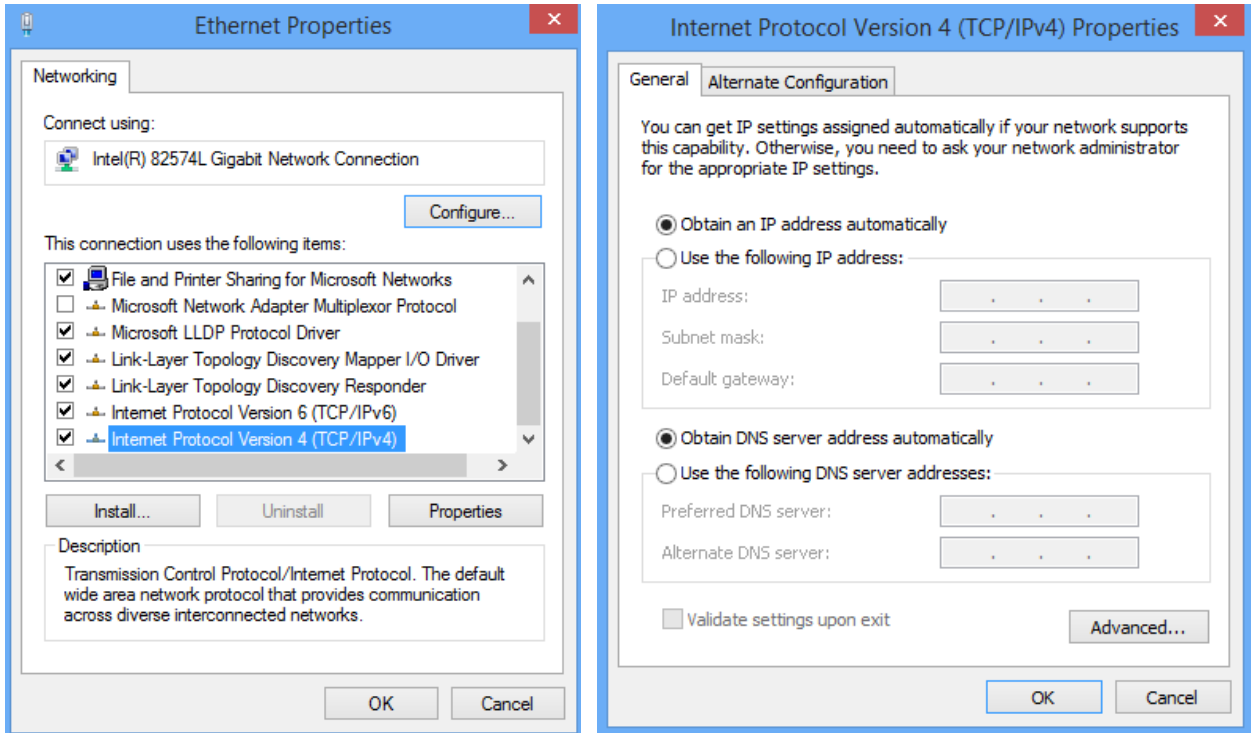 Ethernet Properties
Networking
Connect using:
Intel(R) 82574L Gigabit Network Connection
Configure...
This connection uses the following items:
File and Printer Sharing for Microsoft Networks
Microsoft Network Adapter Multiplexor Protocol
Microsoft LLDP Protocol Driver
Link-Layer Topology Discovery Mapper I/O Driver
Link-Layer Topology Discovery Responder
Internet Protocol Version 6 (TCP/IPv6)
Internet Protocol Version 4 (TCP/IPv4)
Install...
Uninstall
Properties
Description
Transmission Control Protocol/Internet Protocol. The default
wide area network protocol that provides communication
across diverse interconnected networks.
OK
Cancel
Internet Protocol Version 4 (TCP/IPv4) Properties
General
Alternate Configuration
You can get IP settings assigned automatically if your network supports
this capability. Otherwise, you need to ask your network administrator
for the appropriate IP settings.
Obtain an IP address automatically
Use the following IP address:
IP address:
Subnet mask:
Default gateway:
Obtain DNS server address automatically
Use the following DNS server addresses:
Preferred DNS server:
Alternate DNS server:
Validate settings upon exit
Advanced...
OK
Cancel